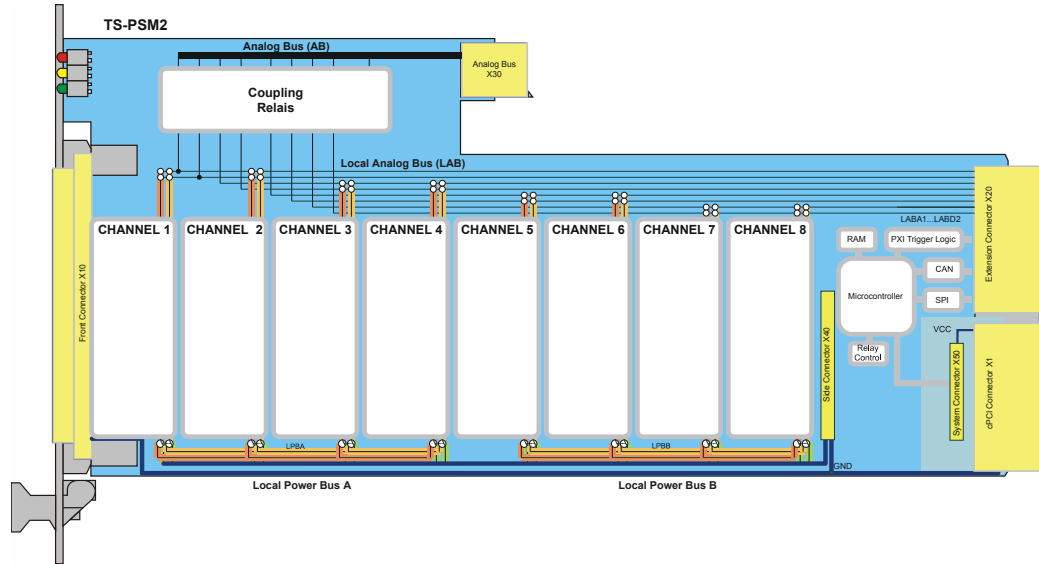 TS-PSM2
Analog Bus (AB)
Analog Bus
X30
Coupling
Relais
Local Analog Bus (LAB)
Extension Connector X20
LABA1...LABD2
CHANNEL 1
CHANNEL 2
CHANNEL 3
CHANNEL 4
CHANNEL 5
CHANNEL 6
CHANNEL 7
CHANNEL 8
RAM
PXI Trigger Logic
CAN
Microcontroller
SPI
Front Connector X10
Side Connector X40
VCC
Relay
Control
System Connector X50
cPCI Connector X1
LPBA
LPBB
GND
Local Power Bus A
Local Power Bus B